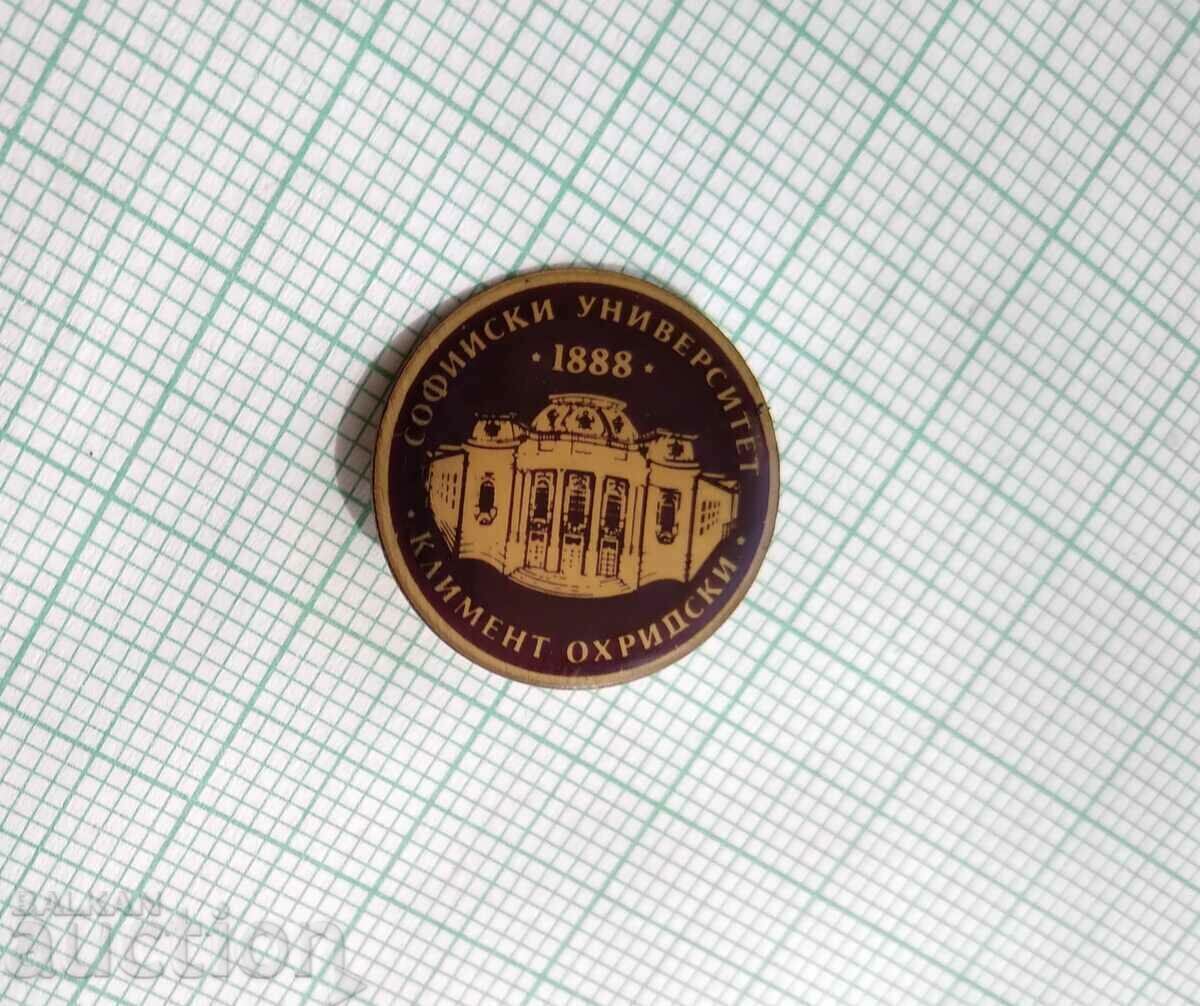 СОФИЙСКИ УНИВЕРСИТЕТ
· 1888 ·
· КЛИМЕНТ ОХРИДСКИ ·
BALKAN
auction